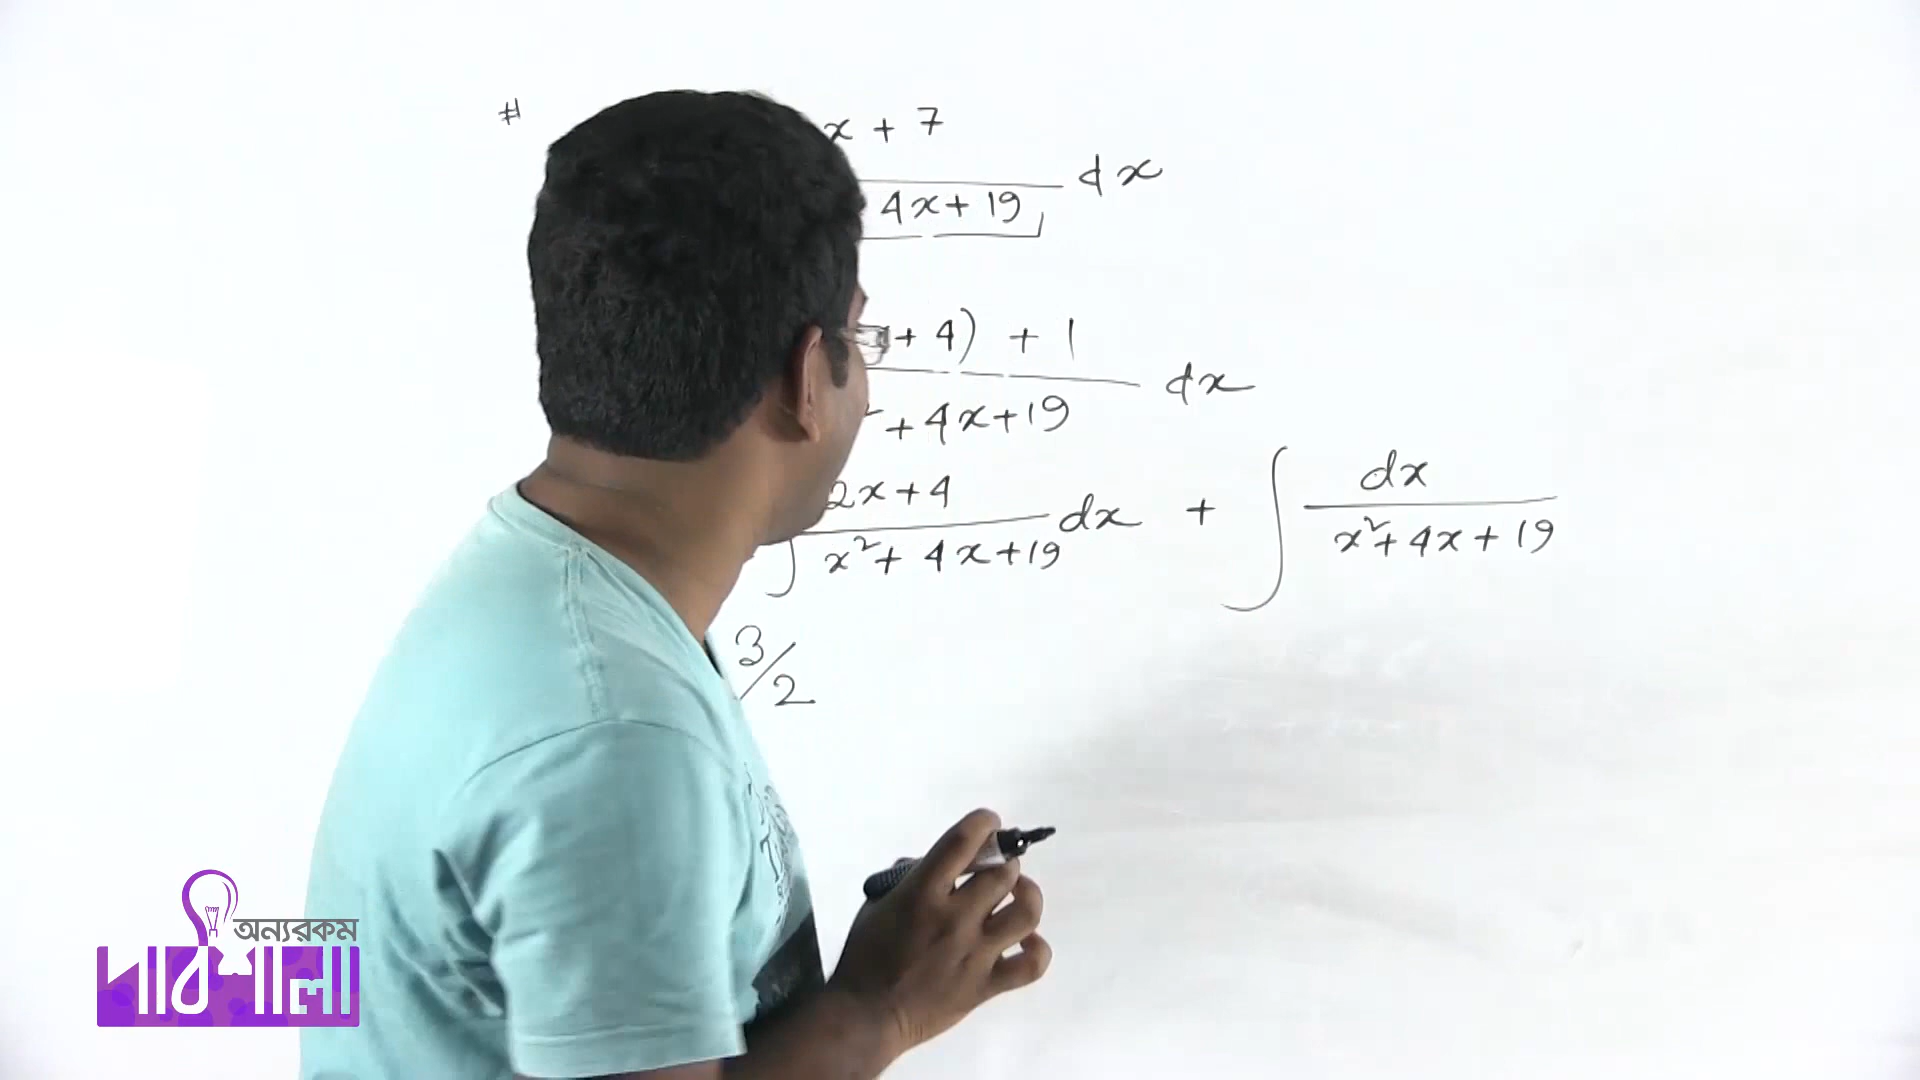 #
x + 7
4x + 19 dx
+ 4) + 1
² + 4x + 19 dx
2x + 4 dx + ∫ dx
∫ x² + 4x + 19 x² + 4x + 19
3/2
অন্যরকম
পাঠশালা